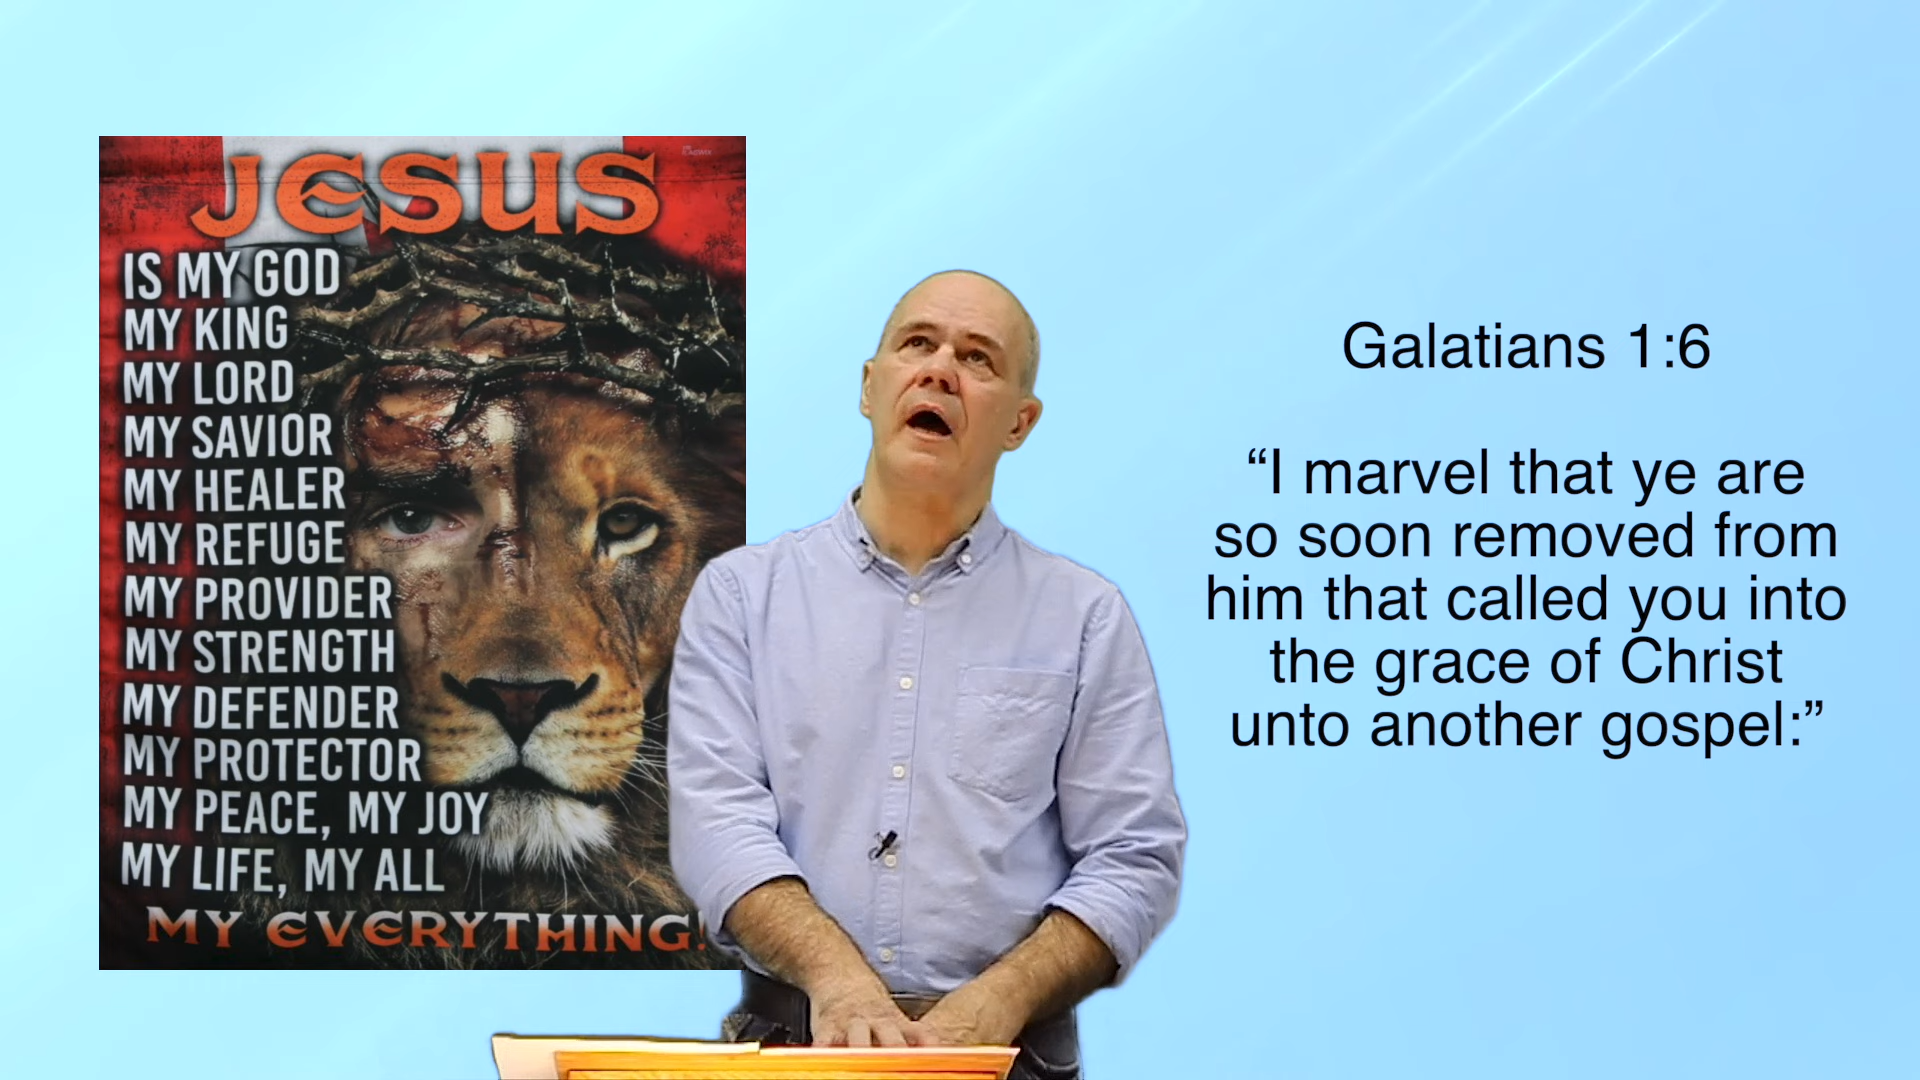 JESUS
IS MY GOD
MY KING
MY LORD
MY SAVIOR
MY HEALER
MY REFUGE
MY PROVIDER
MY STRENGTH
MY DEFENDER
MY PROTECTOR
MY PEACE, MY JOY
MY LIFE, MY ALL
MY EVERYTHING!
Galatians 1:6
“I marvel that ye are
so soon removed from
him that called you into
the grace of Christ
unto another gospel:”